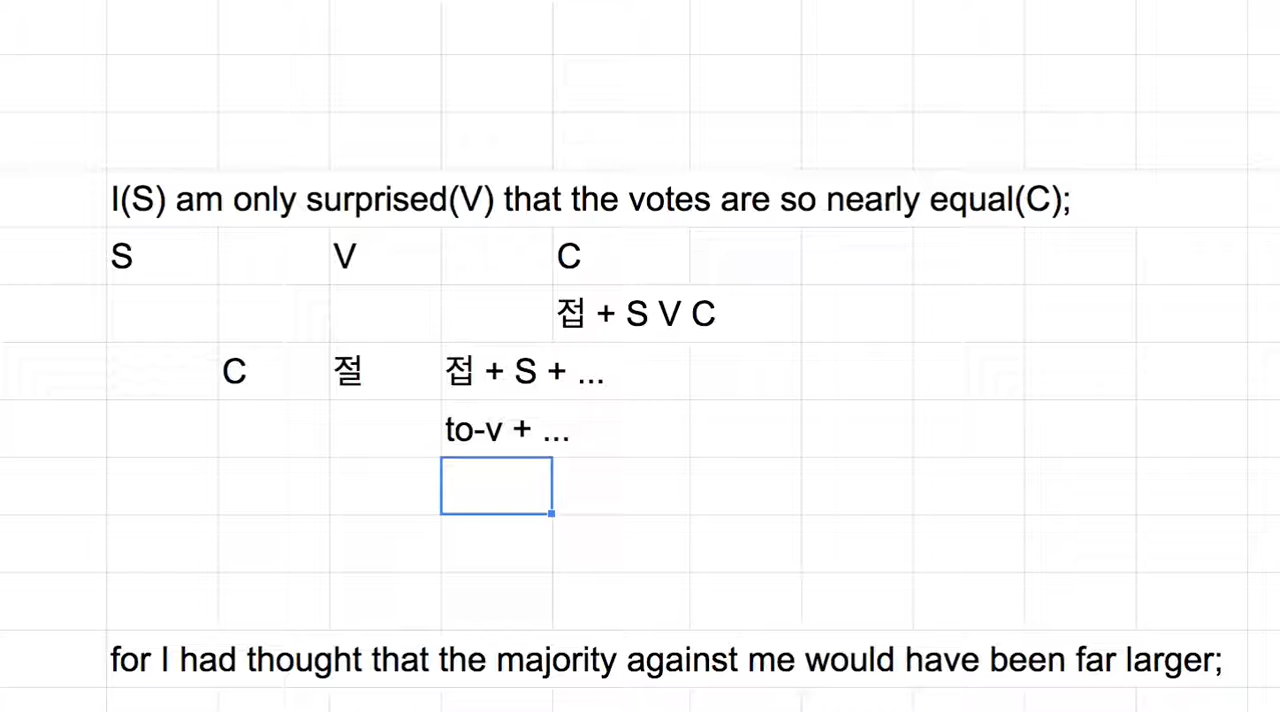 I(S) am only surprised(V) that the votes are so nearly equal(C);
S V C
접 + S V C
C 절 접 + S + ...
to-v + ...
for I had thought that the majority against me would have been far larger;